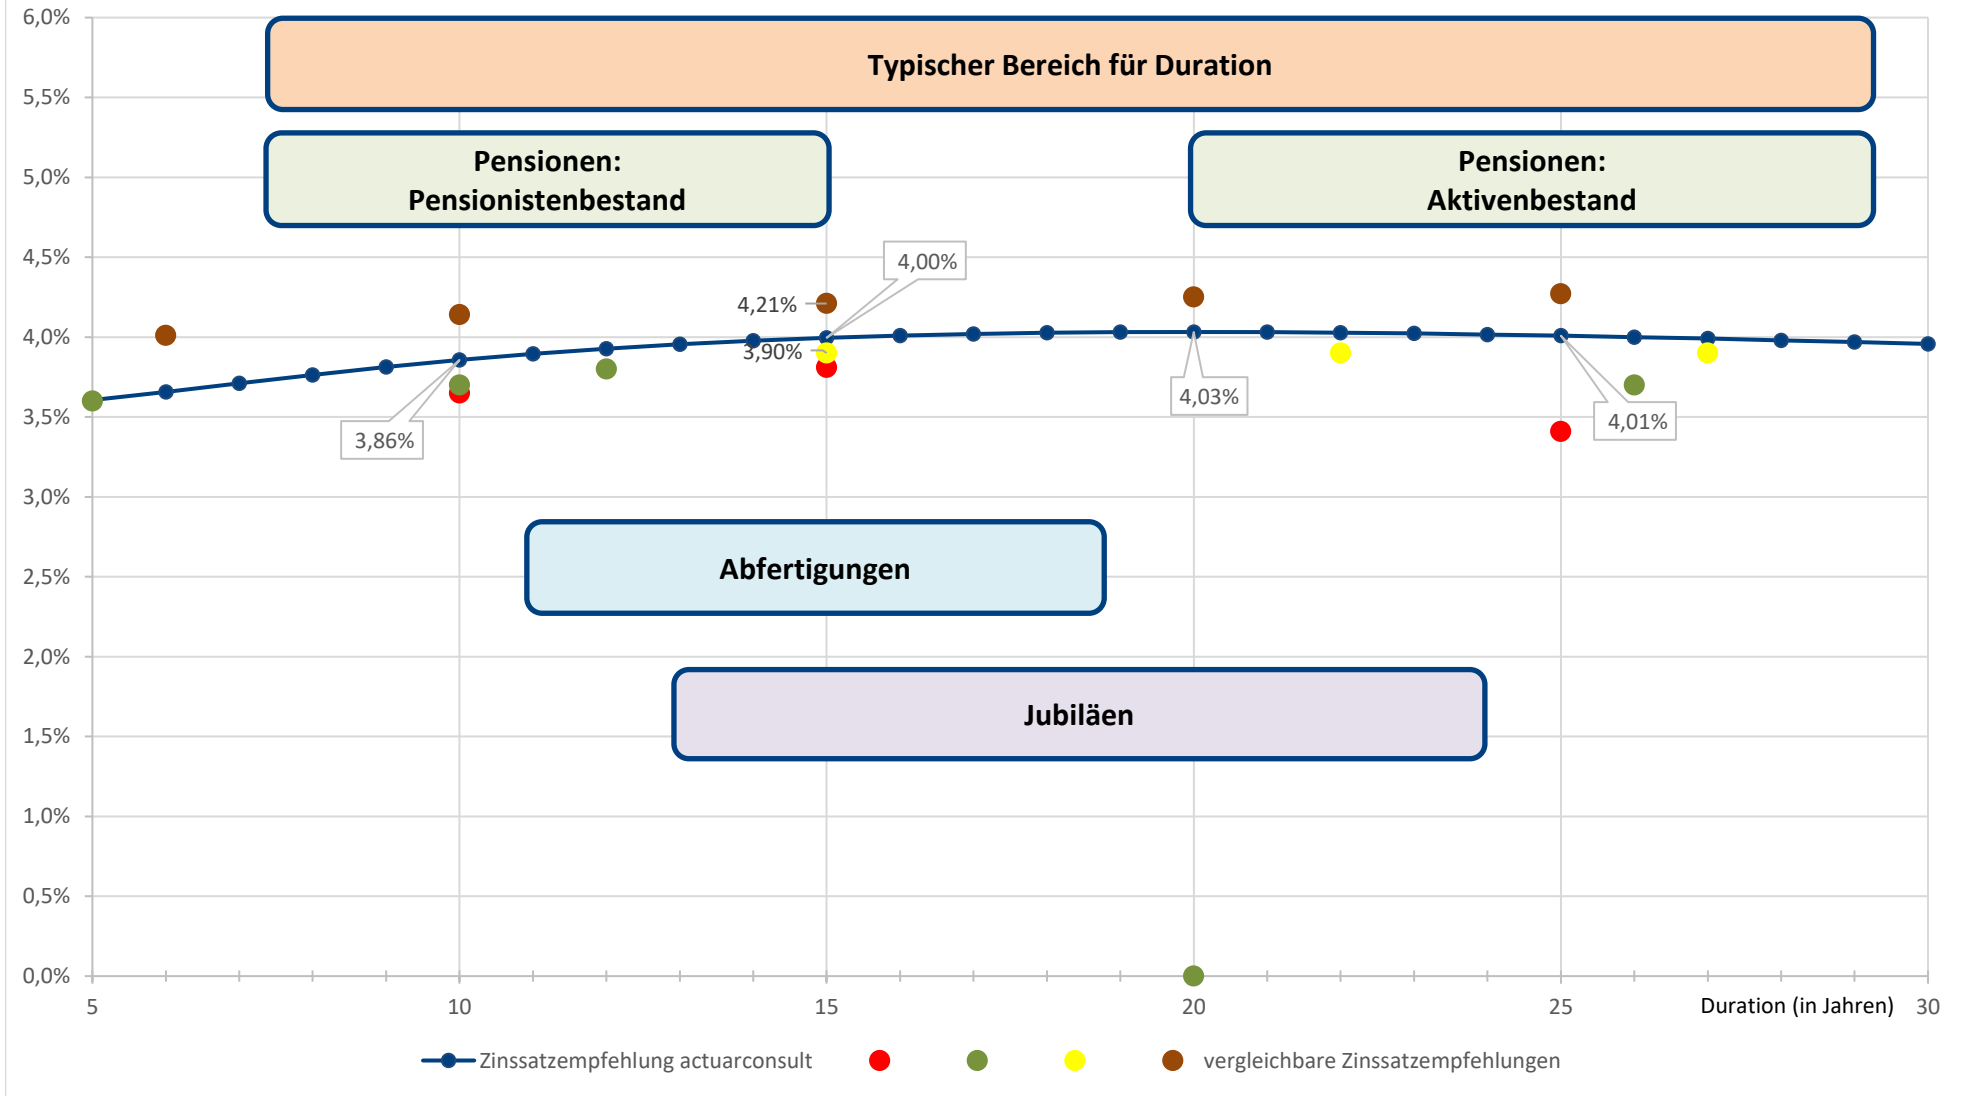 6,0%
Typischer Bereich für Duration
5,5%
Pensionen:
Pensionistenbestand
Pensionen:
Aktivenbestand
5,0%
4,5%
4,00%
4,21%
4,0%
3,90%
3,86%
4,03%
4,01%
3,5%
3,0%
Abfertigungen
2,5%
2,0%
Jubiläen
1,5%
1,0%
0,5%
0,0%
5 10 15 20 25 Duration (in Jahren) 30
Zinssatzempfehlung actuarconsult vergleichbare Zinssatzempfehlungen